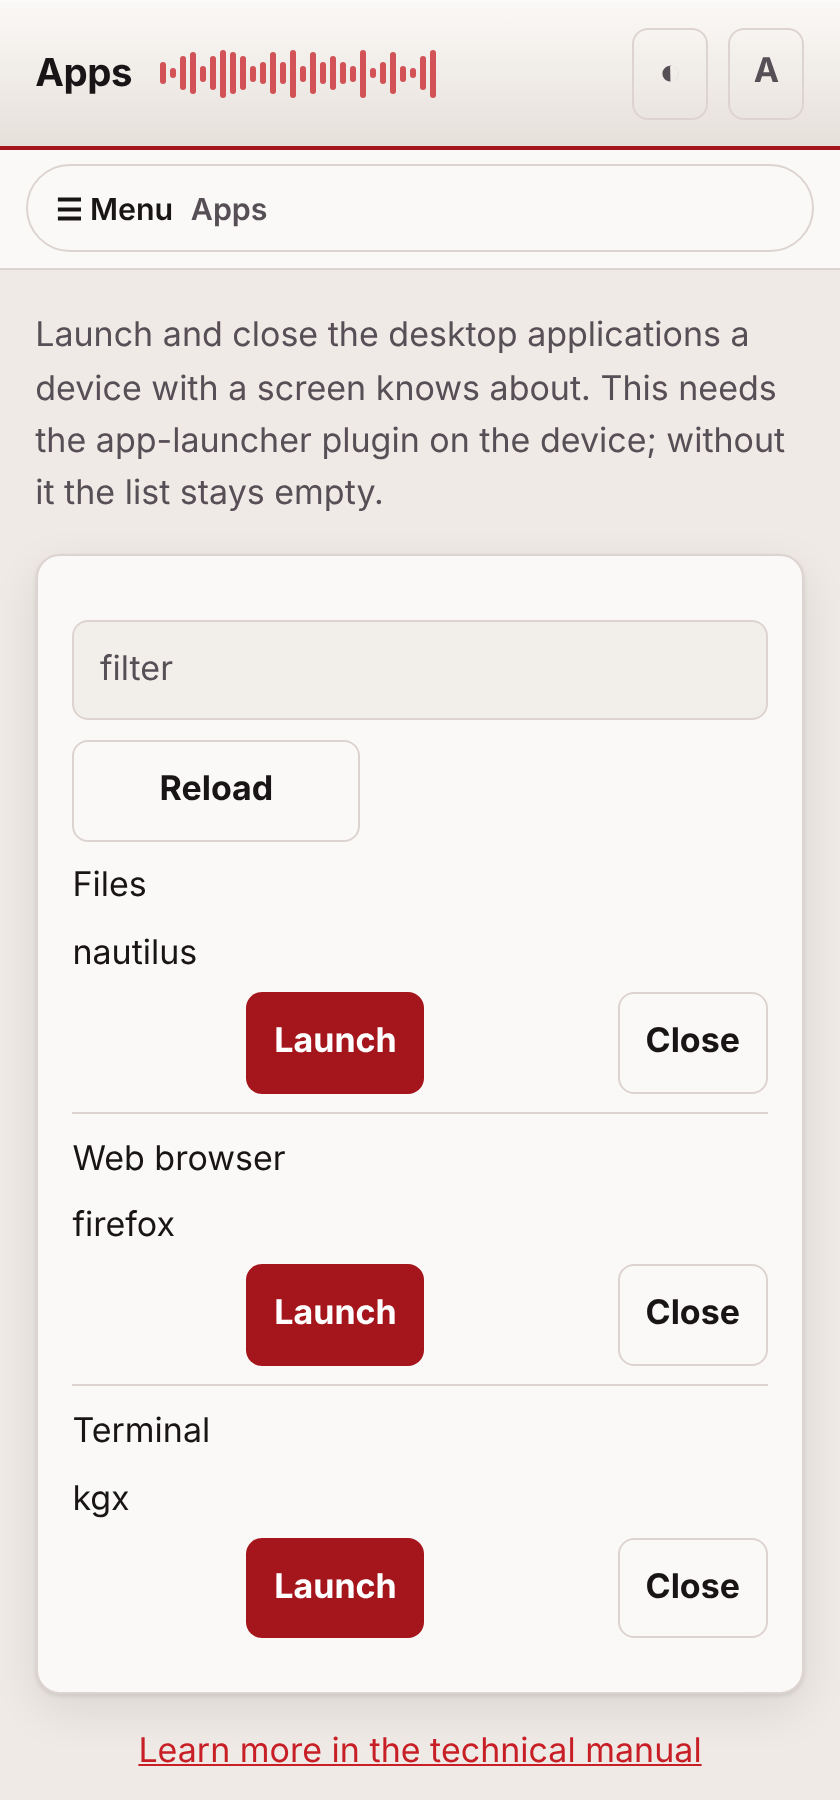 Apps
A
☰ Menu Apps
Launch and close the desktop applications a
device with a screen knows about. This needs
the app-launcher plugin on the device; without
it the list stays empty.
filter
Reload
Files
nautilus
Launch Close
Web browser
firefox
Launch Close
Terminal
kgx
Launch Close
Learn more in the technical manual